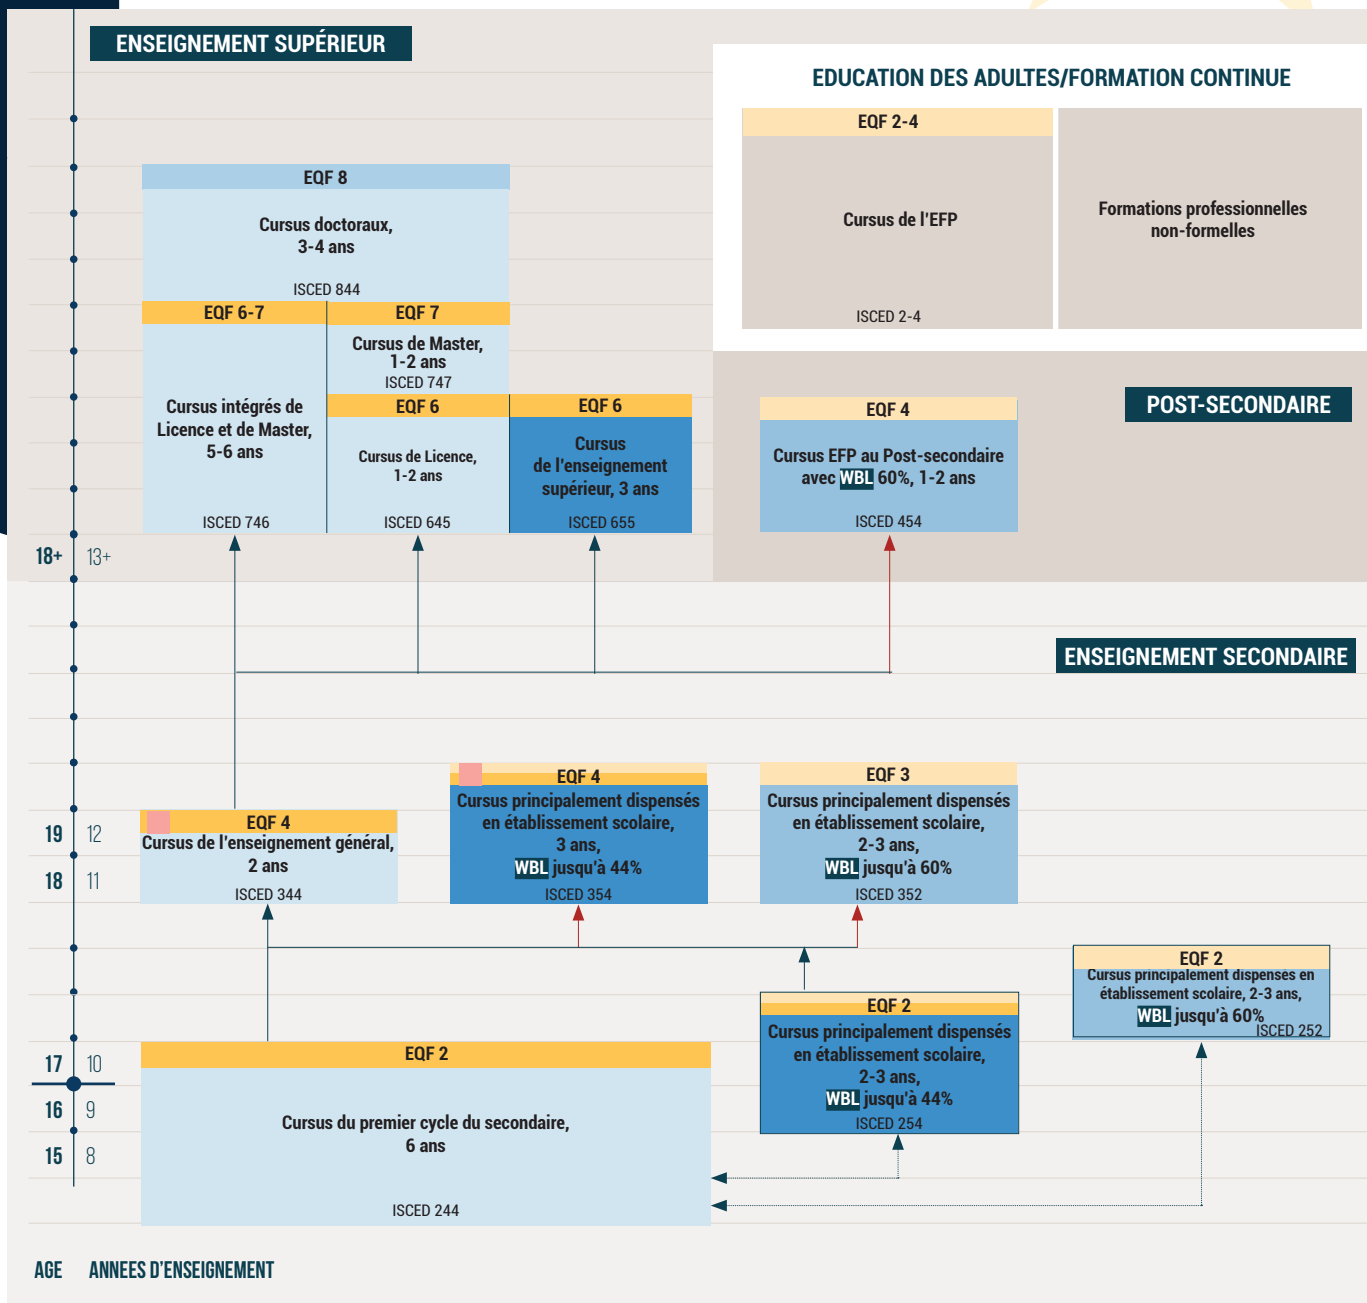 ENSEIGNEMENT SUPÉRIEUR
EDUCATION DES ADULTES/FORMATION CONTINUE
EQF 2-4
Cursus de l'EFP
ISCED 2-4
Formations professionnelles
non-formelles
EQF 8
Cursus doctoraux,
3-4 ans
ISCED 844
EQF 6-7
Cursus intégrés de
Licence et de Master,
5-6 ans
ISCED 746
EQF 7
Cursus de Master,
1-2 ans
ISCED 747
EQF 6
Cursus de Licence,
1-2 ans
ISCED 645
EQF 6
Cursus
de l'enseignement
supérieur, 3 ans
ISCED 655
POST-SECONDAIRE
EQF 4
Cursus EFP au Post-secondaire
avec WBL 60%, 1-2 ans
ISCED 454
18+ 13+
ENSEIGNEMENT SECONDAIRE
EQF 4
Cursus de l'enseignement général,
2 ans
ISCED 344
EQF 4
Cursus principalement dispensés
en établissement scolaire,
3 ans,
WBL jusqu'à 44%
ISCED 354
EQF 3
Cursus principalement dispensés
en établissement scolaire,
2-3 ans,
WBL jusqu'à 60%
ISCED 352
19 12
18 11
EQF 2
Cursus principalement dispensés en
établissement scolaire, 2-3 ans,
WBL jusqu'à 60%
ISCED 252
EQF 2
Cursus principalement dispensés
en établissement scolaire,
2-3 ans,
WBL jusqu'à 44%
ISCED 254
EQF 2
Cursus du premier cycle du secondaire,
6 ans
ISCED 244
17 10
16 9
15 8
AGE ANNEES D'ENSEIGNEMENT